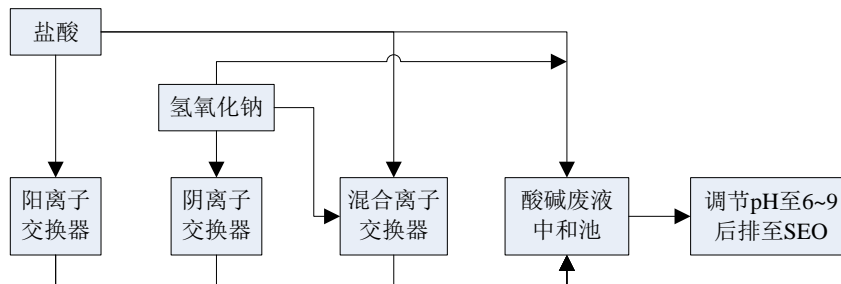 盐酸
氢氧化钠
阳离子
交换器
阴离子
交换器
混合离子
交换器
酸碱废液
中和池
调节pH至6~9
后排至SEO